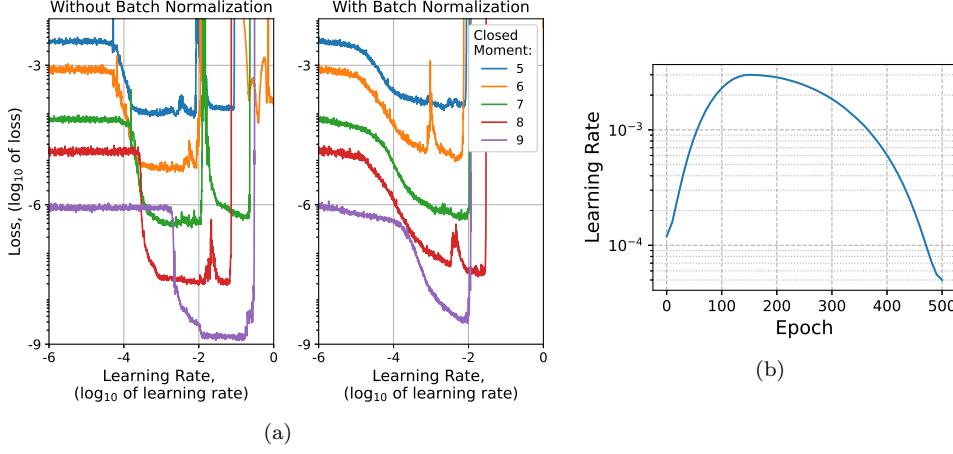 Without Batch Normalization
With Batch Normalization
Loss, (log10 of loss)
-3
-6
-9
-6
-4
-2
0
Learning Rate,
(log10 of learning rate)
-3
-6
-9
-6
-4
-2
0
Learning Rate,
(log10 of learning rate)
Closed
Moment:
5
6
7
8
9
(a)
Learning Rate
10−3
10−4
0
100
200
300
400
500
Epoch
(b)